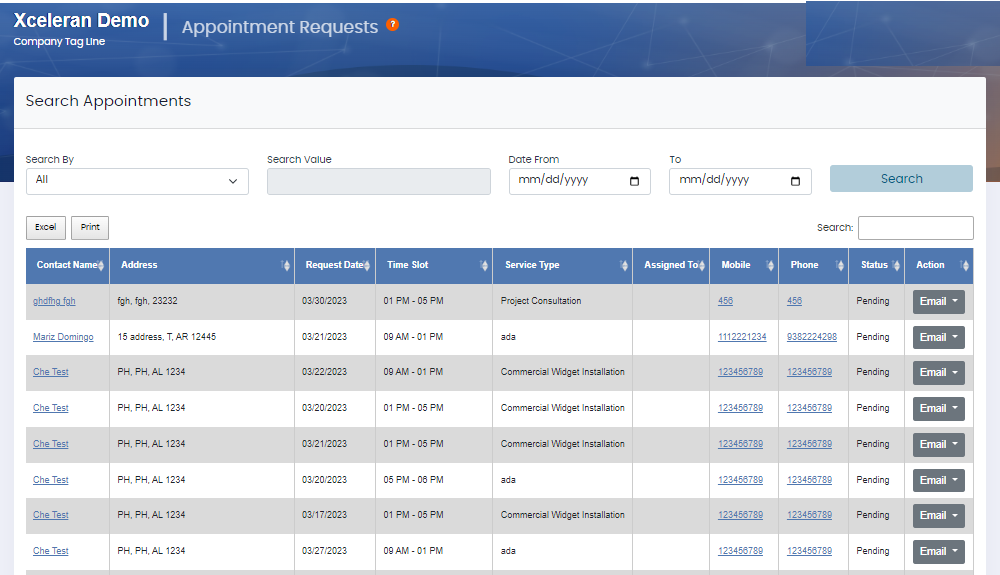 Xceleran Demo | Appointment Requests ?
Company Tag Line
Search Appointments
Search By Search Value Date From To
All mm/dd/yyyy mm/dd/yyyy Search
Excel Print Search:
Contact Name Address Request Date Time Slot Service Type Assigned To Mobile Phone Status Action
ghdfhg fgh fgh, fgh, 23232 03/30/2023 01 PM - 05 PM Project Consultation 456 456 Pending Email
Mariz Domingo 15 address, T, AR 12445 03/21/2023 09 AM - 01 PM ada 1112221234 9382224298 Pending Email
Che Test PH, PH, AL 1234 03/22/2023 09 AM - 01 PM Commercial Widget Installation 123456789 123456789 Pending Email
Che Test PH, PH, AL 1234 03/20/2023 01 PM - 05 PM Commercial Widget Installation 123456789 123456789 Pending Email
Che Test PH, PH, AL 1234 03/21/2023 01 PM - 05 PM Commercial Widget Installation 123456789 123456789 Pending Email
Che Test PH, PH, AL 1234 03/20/2023 05 PM - 06 PM ada 123456789 123456789 Pending Email
Che Test PH, PH, AL 1234 03/17/2023 01 PM - 05 PM Commercial Widget Installation 123456789 123456789 Pending Email
Che Test PH, PH, AL 1234 03/27/2023 09 AM - 01 PM ada 123456789 123456789 Pending Email